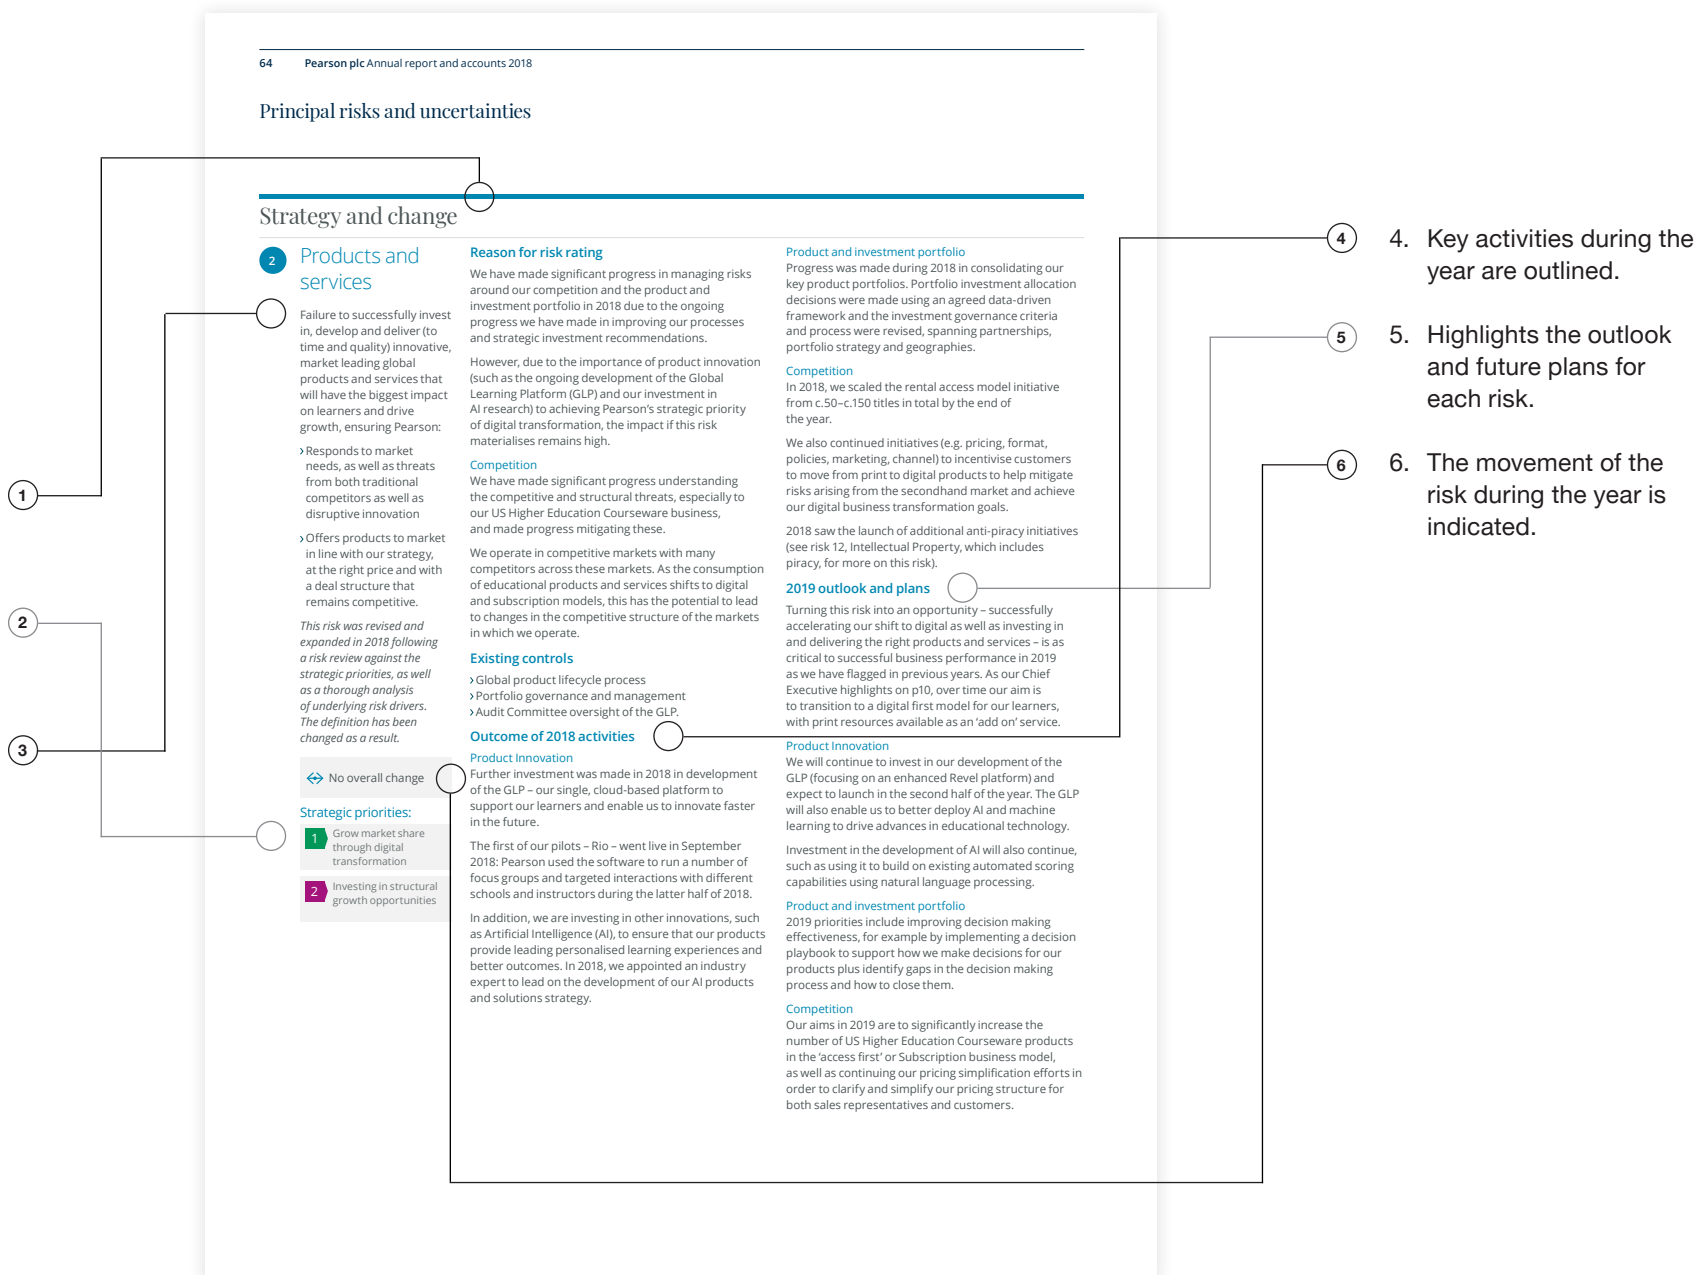 64 Pearson plc Annual report and accounts 2018
Principal risks and uncertainties
Strategy and change
2 Products and
services
Failure to successfully invest
in, develop and deliver (to
time and quality) innovative,
market leading global
products and services that
will have the biggest impact
on learners and drive
growth, ensuring Pearson:
› Responds to market
needs, as well as threats
from both traditional
competitors as well as
disruptive innovation
› Offers products to market
in line with our strategy,
at the right price and with
a deal structure that
remains competitive.
This risk was revised and
expanded in 2018 following
a risk review against the
strategic priorities, as well
as a thorough analysis
of underlying risk drivers.
The definition has been
changed as a result.
No overall change
Strategic priorities:
1 Grow market share
through digital
transformation
2 Investing in structural
growth opportunities
Reason for risk rating
We have made significant progress in managing risks
around our competition and the product and
investment portfolio in 2018 due to the ongoing
progress we have made in improving our processes
and strategic investment recommendations.
However, due to the importance of product innovation
(such as the ongoing development of the Global
Learning Platform (GLP) and our investment in
AI research) to achieving Pearson's strategic priority
of digital transformation, the impact if this risk
materialises remains high.
Competition
We have made significant progress understanding
the competitive and structural threats, especially to
our US Higher Education Courseware business,
and made progress mitigating these.
We operate in competitive markets with many
competitors across these markets. As the consumption
of educational products and services shifts to digital
and subscription models, this has the potential to lead
to changes in the competitive structure of the markets
in which we operate.
Existing controls
› Global product lifecycle process
› Portfolio governance and management
› Audit Committee oversight of the GLP.
Outcome of 2018 activities
Product Innovation
Further investment was made in 2018 in development
of the GLP – our single, cloud-based platform to
support our learners and enable us to innovate faster
in the future.
The first of our pilots – Rio – went live in September
2018: Pearson used the software to run a number of
focus groups and targeted interactions with different
schools and instructors during the latter half of 2018.
In addition, we are investing in other innovations, such
as Artificial Intelligence (AI), to ensure that our products
provide leading personalised learning experiences and
better outcomes. In 2018, we appointed an industry
expert to lead on the development of our AI products
and solutions strategy.
Product and investment portfolio
Progress was made during 2018 in consolidating our
key product portfolios. Portfolio investment allocation
decisions were made using an agreed data-driven
framework and the investment governance criteria
and process were revised, spanning partnerships,
portfolio strategy and geographies.
Competition
In 2018, we scaled the rental access model initiative
from c.50–c.150 titles in total by the end of
the year.
We also continued initiatives (e.g. pricing, format,
policies, marketing, channel) to incentivise customers
to move from print to digital products to help mitigate
risks arising from the secondhand market and achieve
our digital business transformation goals.
2018 saw the launch of additional anti-piracy initiatives
(see risk 12, Intellectual Property, which includes
piracy, for more on this risk).
2019 outlook and plans
Turning this risk into an opportunity – successfully
accelerating our shift to digital as well as investing in
and delivering the right products and services – is as
critical to successful business performance in 2019
as we have flagged in previous years. As our Chief
Executive highlights on p10, over time our aim is
to transition to a digital first model for our learners,
with print resources available as an 'add on' service.
Product Innovation
We will continue to invest in our development of the
GLP (focusing on an enhanced Revel platform) and
expect to launch in the second half of the year. The GLP
will also enable us to better deploy AI and machine
learning to drive advances in educational technology.
Investment in the development of AI will also continue,
such as using it to build on existing automated scoring
capabilities using natural language processing.
Product and investment portfolio
2019 priorities include improving decision making
effectiveness, for example by implementing a decision
playbook to support how we make decisions for our
products plus identify gaps in the decision making
process and how to close them.
Competition
Our aims in 2019 are to significantly increase the
number of US Higher Education Courseware products
in the 'access first' or Subscription business model,
as well as continuing our pricing simplification efforts in
order to clarify and simplify our pricing structure for
both sales representatives and customers.
1
2
3
4
5
6
4. Key activities during the
year are outlined.
5. Highlights the outlook
and future plans for
each risk.
6. The movement of the
risk during the year is
indicated.